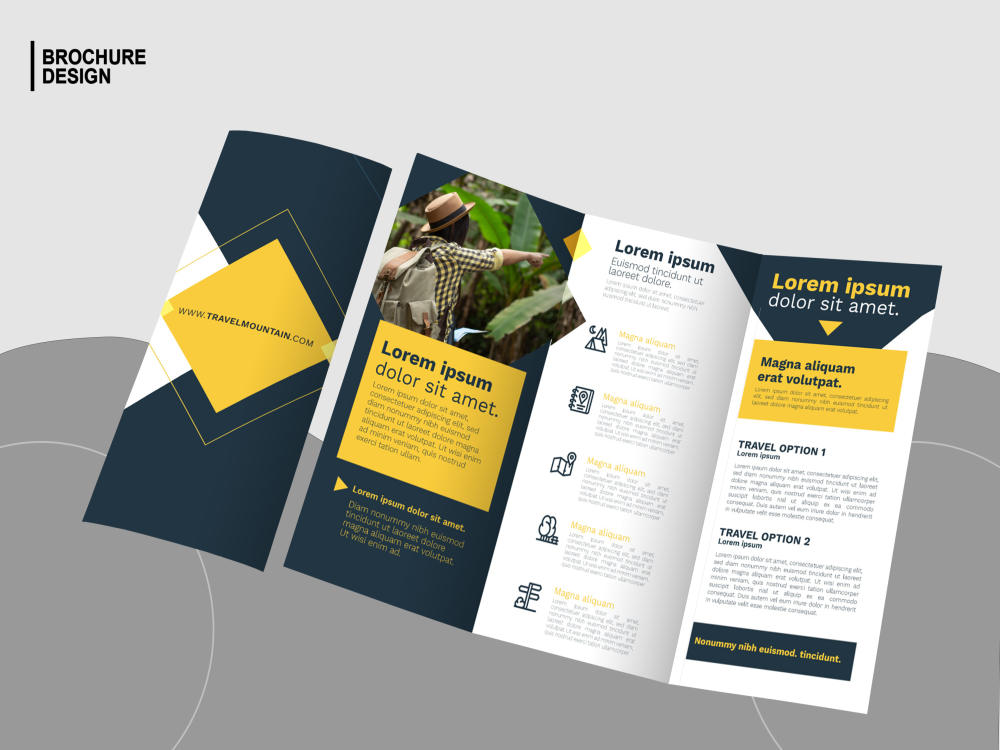 BROCHURE
DESIGN
WWW.TRAVELMOUNTAIN.COM
Lorem ipsum
dolor sit amet.
Lorem ipsum dolor sit amet,
consectetuer adipiscing elit, sed
diam nonummy nibh euismod
tincidunt ut laoreet dolore magna
aliquam erat volutpat. Ut wisi enim
ad minim veniam, quis nostrud
exerci tation ullam.
Lorem ipsum dolor sit amet.
Diam nonummy nibh euismod
tincidunt ut laoreet dolore
magna aliquam erat volutpat.
Ut wisi enim ad.
Lorem ipsum
Euismod tincidunt ut
laoreet dolore.
Lorem ipsum dolor sit amet, consectetuer
adipiscing elit, sed diam nonummy nibh
euismod tincidunt ut laoreet
Magna aliquam
Magna aliquam
Magna aliquam
Magna aliquam
Magna aliquam
Lorem ipsum
dolor sit amet.
Magna aliquam
erat volutpat.
Lorem ipsum dolor sit amet, consectetuer adipiscing
elit, sed diam nonummy nibh euismod tincidunt ut
laoreet dolore magna aliquam erat volutpat.
TRAVEL OPTION 1
Lorem ipsum
Lorem ipsum dolor sit amet, consectetuer adipiscing elit,
sed diam nonummy nibh euismod tincidunt ut laoreet
dolore magna aliquam erat volutpat. Ut wisi enim ad
minim veniam, quis nostrud exerci tation ullamcorper
suscipit lobortis nisl ut aliquip ex ea commodo
consequat. Duis autem vel eum iriure dolor in hendrerit
in vulputate velit esse molestie consequat.
TRAVEL OPTION 2
Lorem ipsum
Lorem ipsum dolor sit amet, consectetuer adipiscing elit,
sed diam nonummy nibh euismod tincidunt ut laoreet
dolore magna aliquam erat volutpat. Ut wisi enim ad
minim veniam, quis nostrud exerci tation ullamcorper
suscipit lobortis nisl ut aliquip ex ea commodo
consequat. Duis autem vel eum iriure dolor in hendrerit
in vulputate velit esse molestie consequat.
Nonummy nibh euismod. tincidunt.